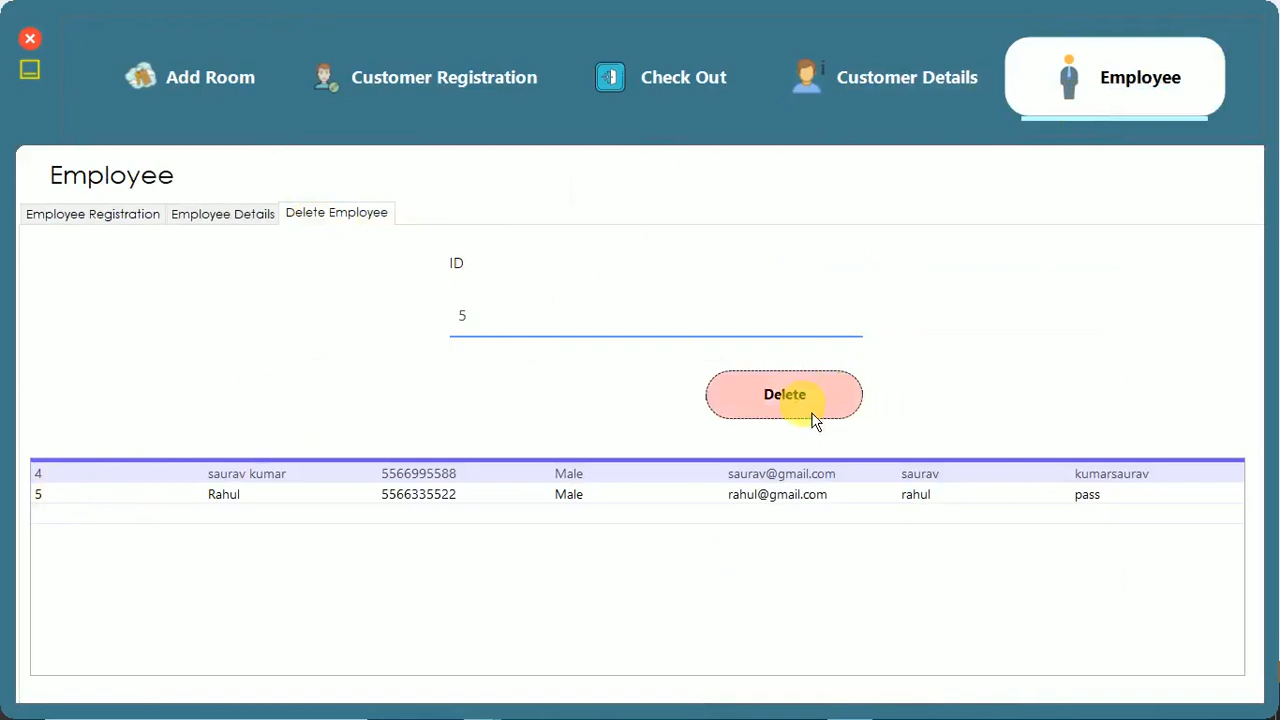 Add Room Customer Registration Check Out Customer Details Employee
Employee
Employee Registration Employee Details Delete Employee
ID
5
Delete
4 saurav kumar 5566995588 Male saurav@gmail.com saurav kumarsaurav
5 Rahul 5566335522 Male rahul@gmail.com rahul pass